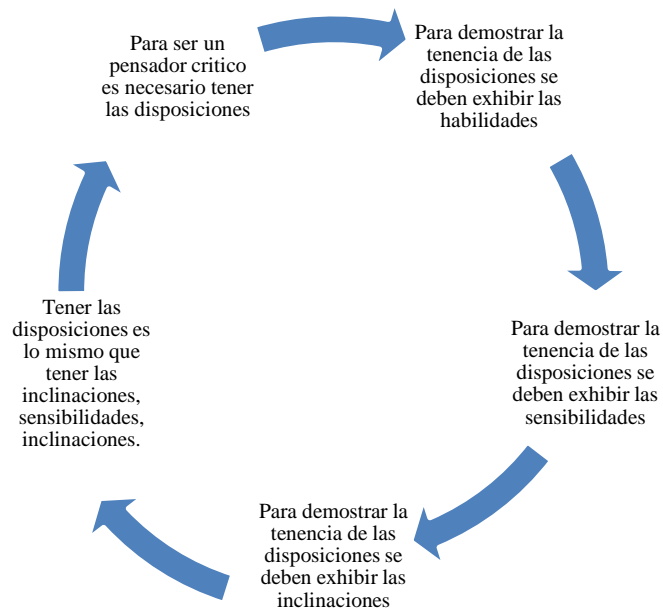 Para ser un
pensador critico
es necesario tener
las disposiciones
Para demostrar la
tenencia de las
disposiciones se
deben exhibir las
habilidades
Para demostrar la
tenencia de las
disposiciones se
deben exhibir las
sensibilidades
Para demostrar la
tenencia de las
disposiciones se
deben exhibir las
inclinaciones
Tener las
disposiciones es
lo mismo que
tener las
inclinaciones,
sensibilidades,
inclinaciones.